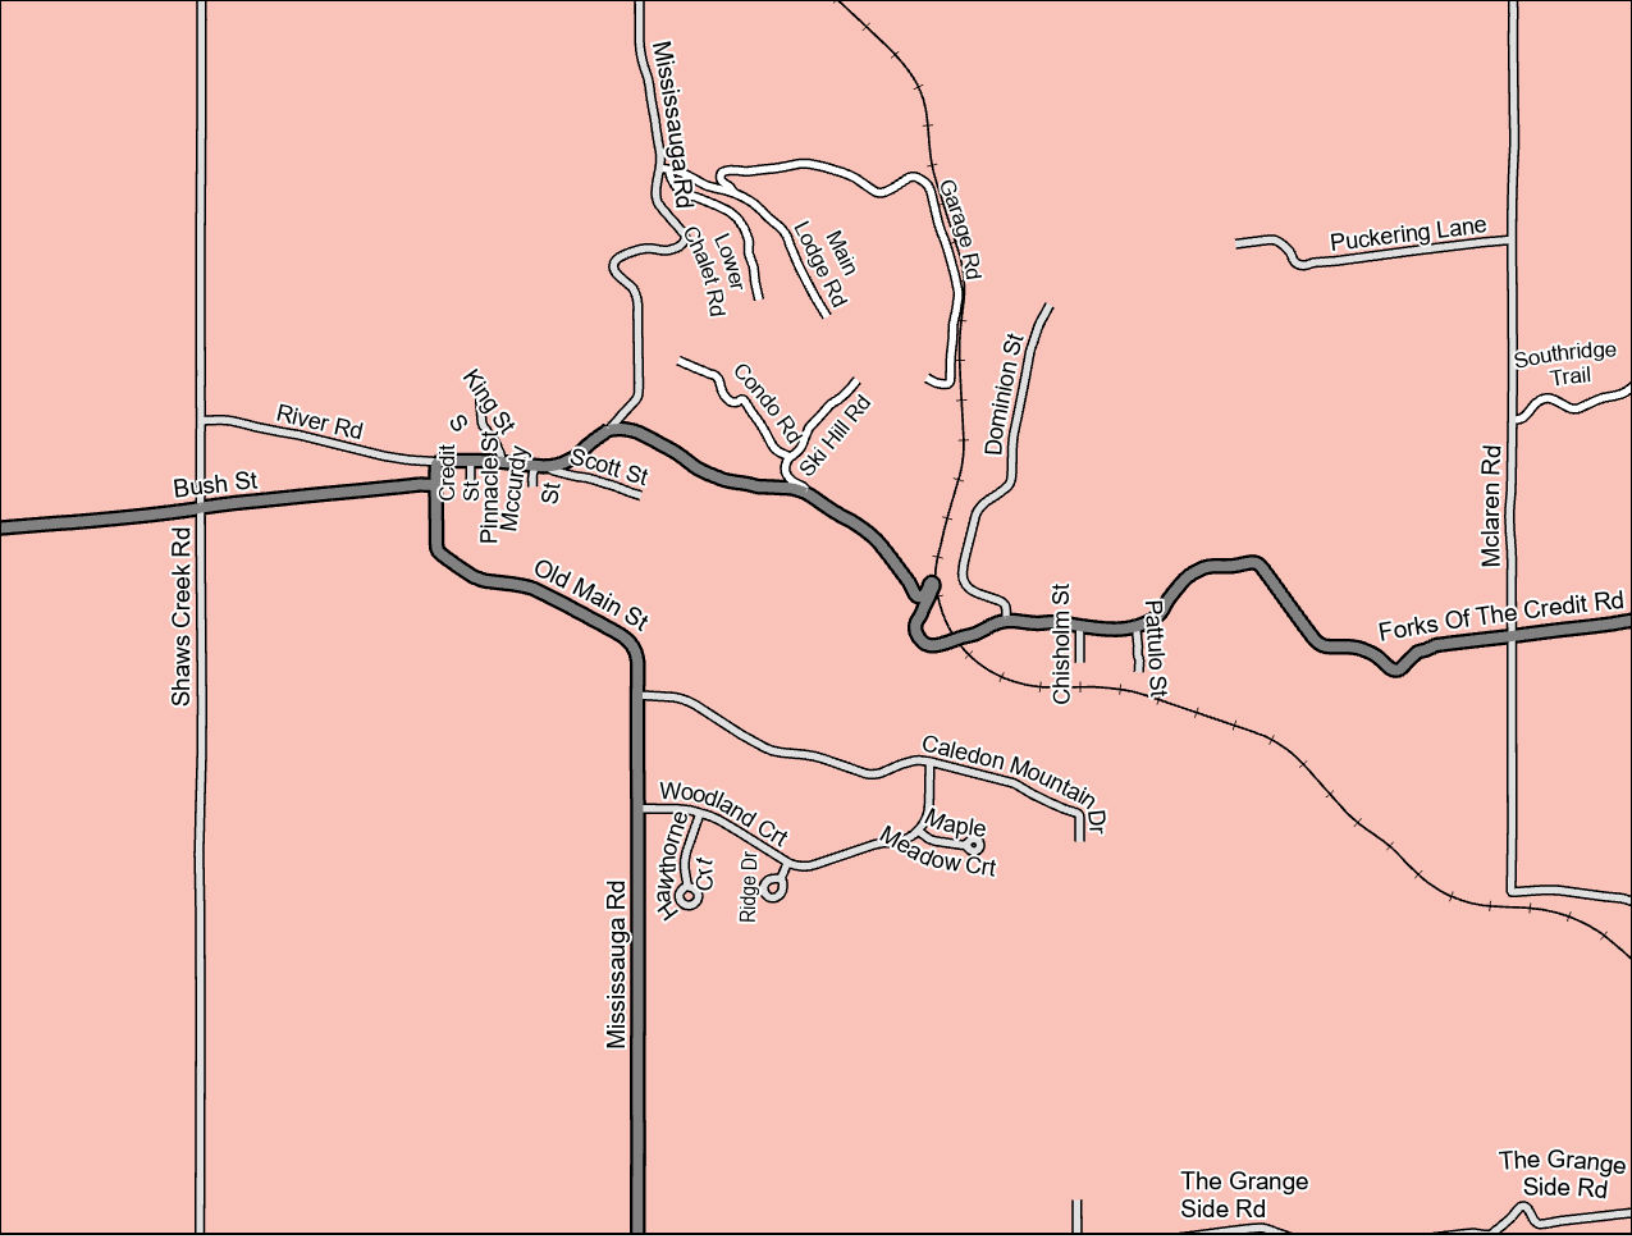 Mississauga Rd
Garage Rd
Main
Lodge Rd
Lower
Chalet Rd
Puckering Lane
Southridge
Trail
Dominion St
Condo Rd
Ski Hill Rd
King St
S
River Rd
Credit
St
Pinnacle St
Mccurdy
St
Scott St
Bush St
Shaws Creek Rd
Old Main St
Mclaren Rd
Chisholm St
Pattulo St
Forks Of The Credit Rd
Caledon Mountain
Dr
Woodland Crt
Maple
Meadow Crt
Hawthorne
Crt
Ridge Dr
Mississauga Rd
The Grange
Side Rd
The Grange
Side Rd